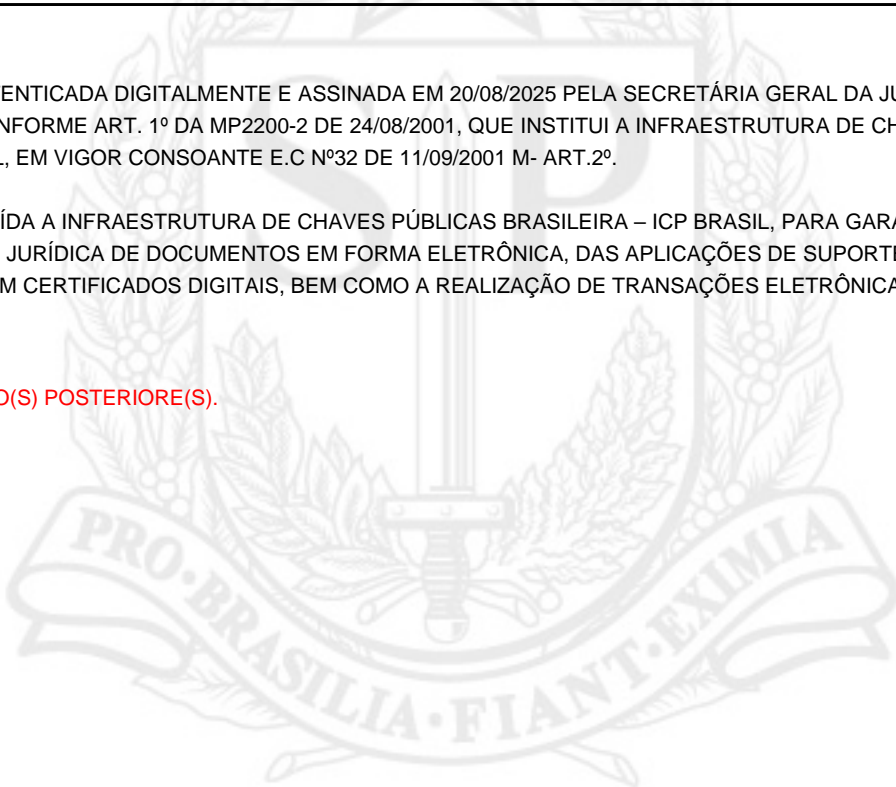 ENTICADA DIGITALMENTE E ASSINADA EM 20/08/2025 PELA SECRETÁRIA GERAL DA JU
NFORME ART. 1º DA MP2200-2 DE 24/08/2001, QUE INSTITUI A INFRAESTRUTURA DE CH
L, EM VIGOR CONSOANTE E.C Nº32 DE 11/09/2001 M- ART.2º.
ÍDA A INFRAESTRUTURA DE CHAVES PÚBLICAS BRASILEIRA – ICP BRASIL, PARA GARA
JURÍDICA DE DOCUMENTOS EM FORMA ELETRÔNICA, DAS APLICAÇÕES DE SUPORTE
M CERTIFICADOS DIGITAIS, BEM COMO A REALIZAÇÃO DE TRANSAÇÕES ELETRÔNICA
O(S) POSTERIORE(S).
SP
PRO·BRASILIA·FIANT·EXIMIA